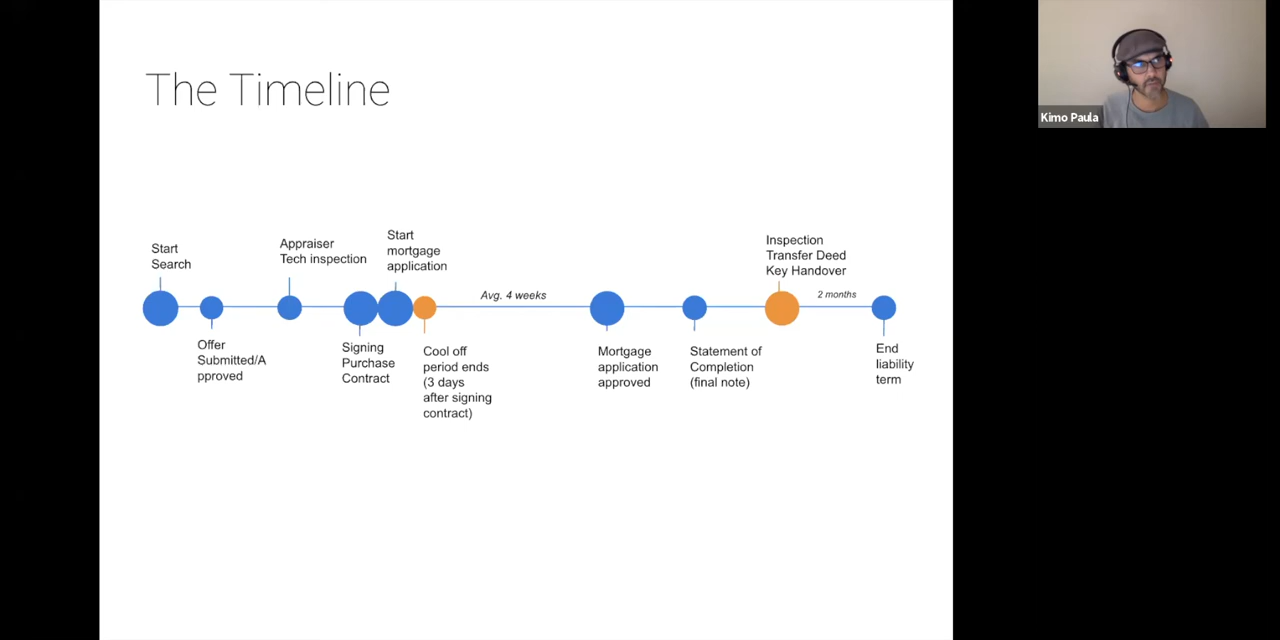 The Timeline
Kimo Paula
Start
Search
Offer
Submitted/A
pproved
Appraiser
Tech inspection
Signing
Purchase
Contract
Start
mortgage
application
Cool off
period ends
(3 days
after signing
contract)
Avg. 4 weeks
Mortgage
application
approved
Statement of
Completion
(final note)
Inspection
Transfer Deed
Key Handover
2 months
End
liability
term